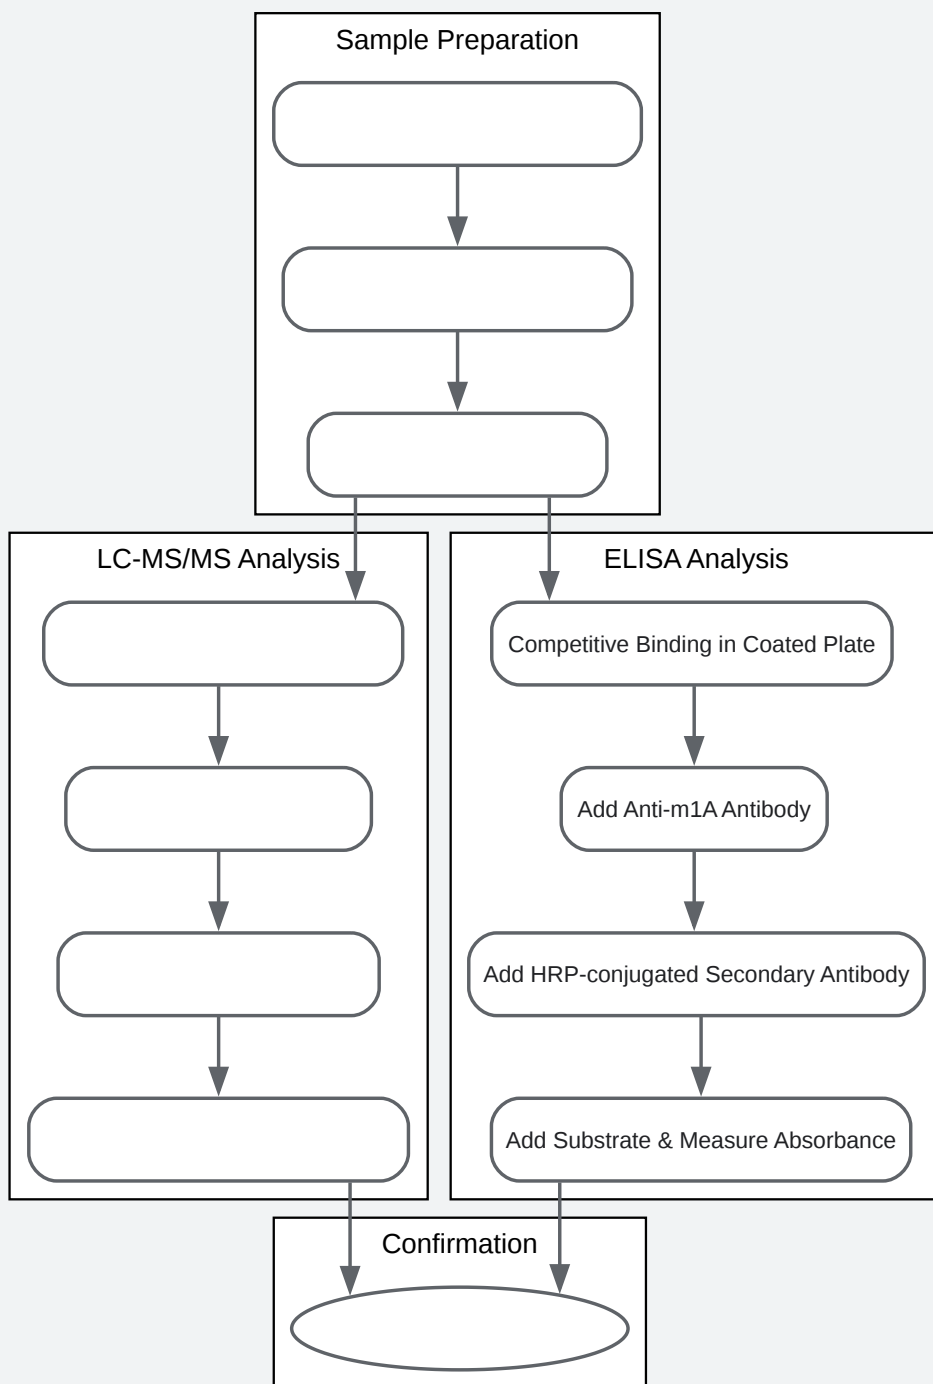 Sample Preparation
LC-MS/MS Analysis
ELISA Analysis
Competitive Binding in Coated Plate
Add Anti-m1A Antibody
Add HRP-conjugated Secondary Antibody
Add Substrate & Measure Absorbance
Confirmation